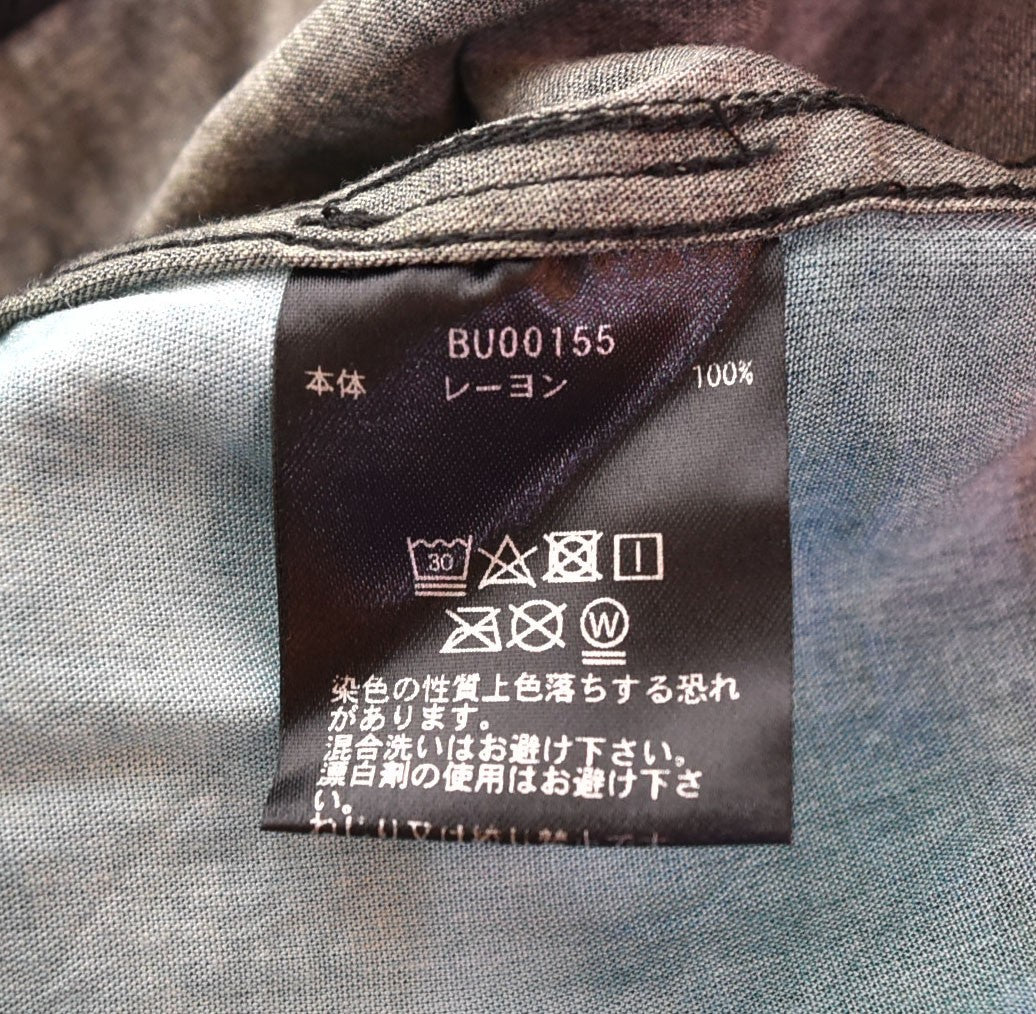 BU00155
本体 レーヨン 100%
30
W
染色の性質上色落ちする恐れ
があります。
混合洗いはお避け下さい。
漂白剤の使用はお避け下さ
い。